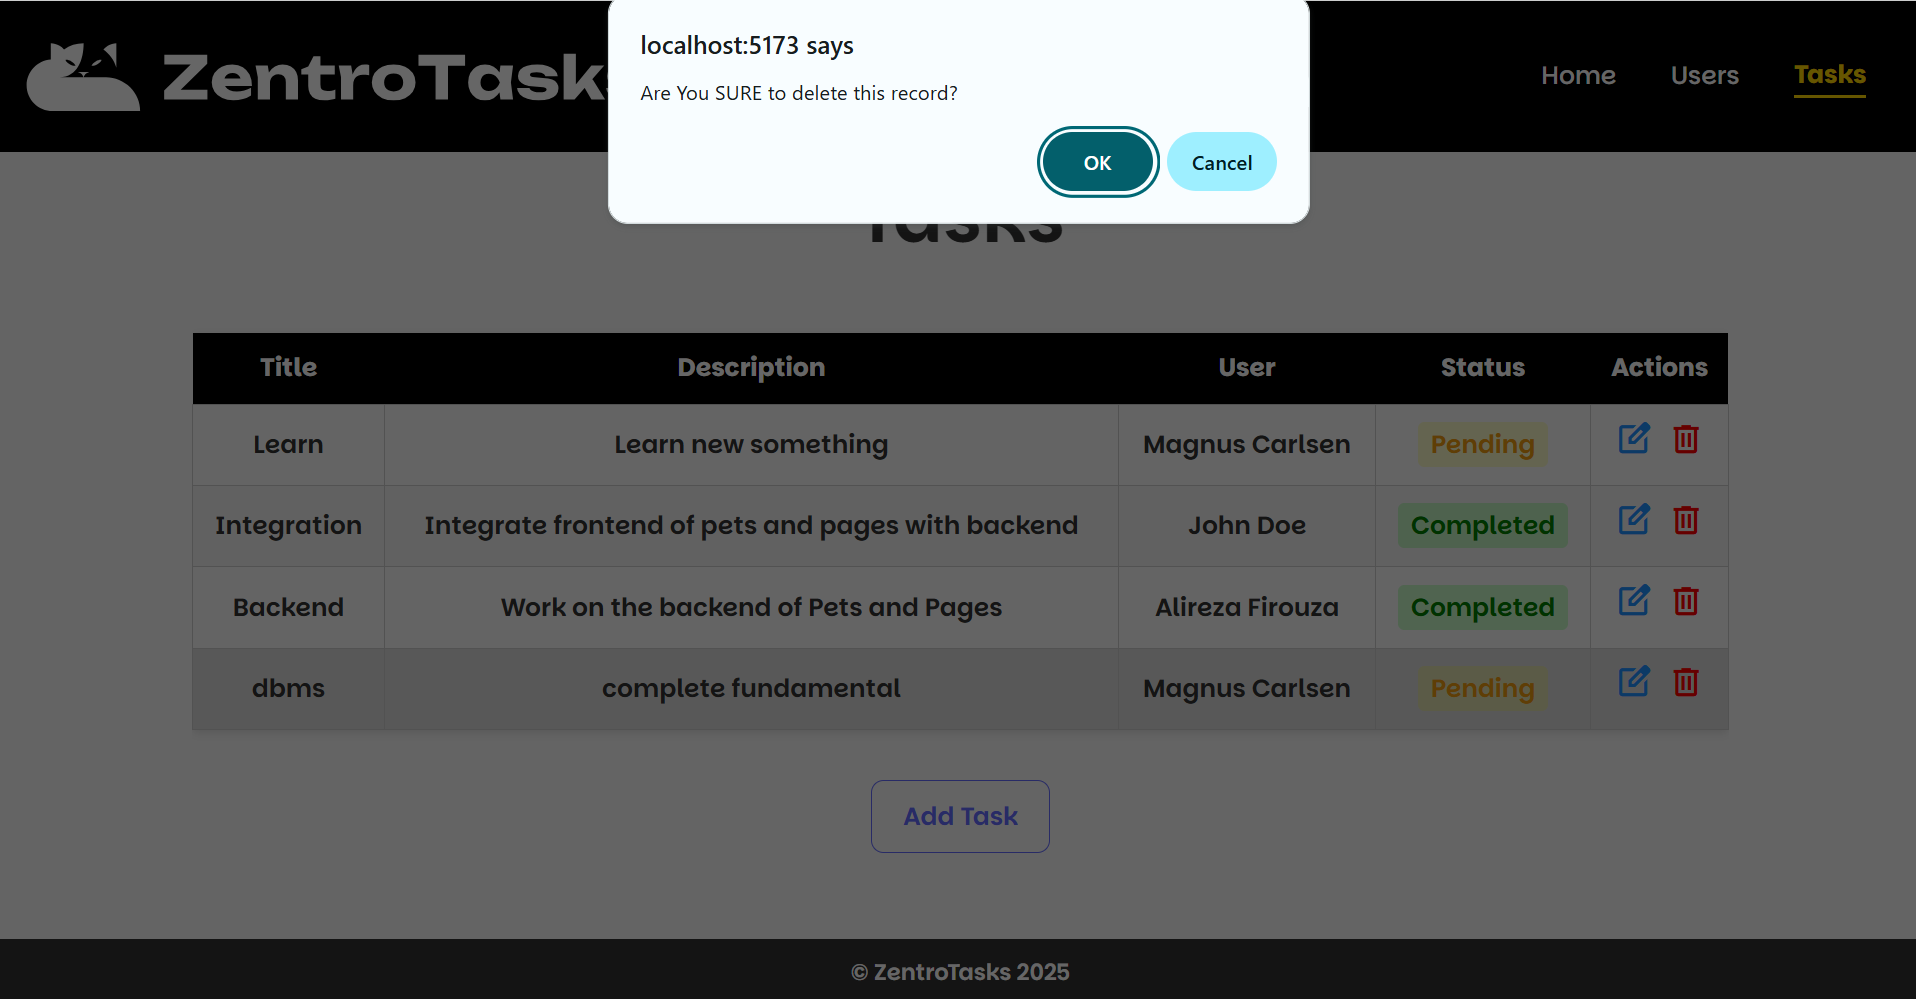 localhost:5173 says
Are You SURE to delete this record?
OK Cancel
ZentroTasks
Home Users Tasks
Tasks
Title Description User Status Actions
Learn Learn new something Magnus Carlsen Pending
Integration Integrate frontend of pets and pages with backend John Doe Completed
Backend Work on the backend of Pets and Pages Alireza Firouza Completed
dbms complete fundamental Magnus Carlsen Pending
Add Task
© ZentroTasks 2025